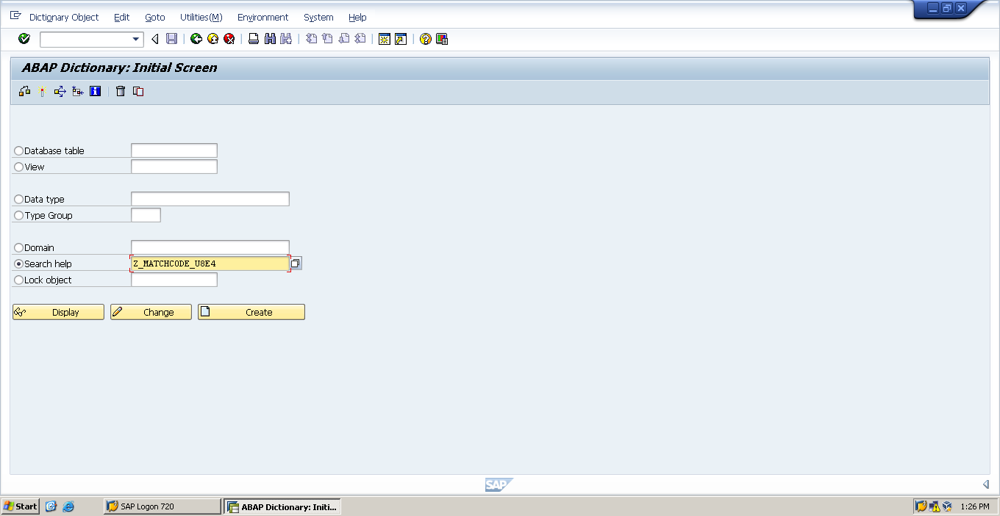 Dictionary Object Edit Goto Utilities(M) Environment System Help
ABAP Dictionary: Initial Screen
Database table
View
Data type
Type Group
Domain
Search help Z_MATCHCODE_U8E4
Lock object
Display Change Create
SAP
Start SAP Logon 720 ABAP Dictionary: Initi... 1:26 PM